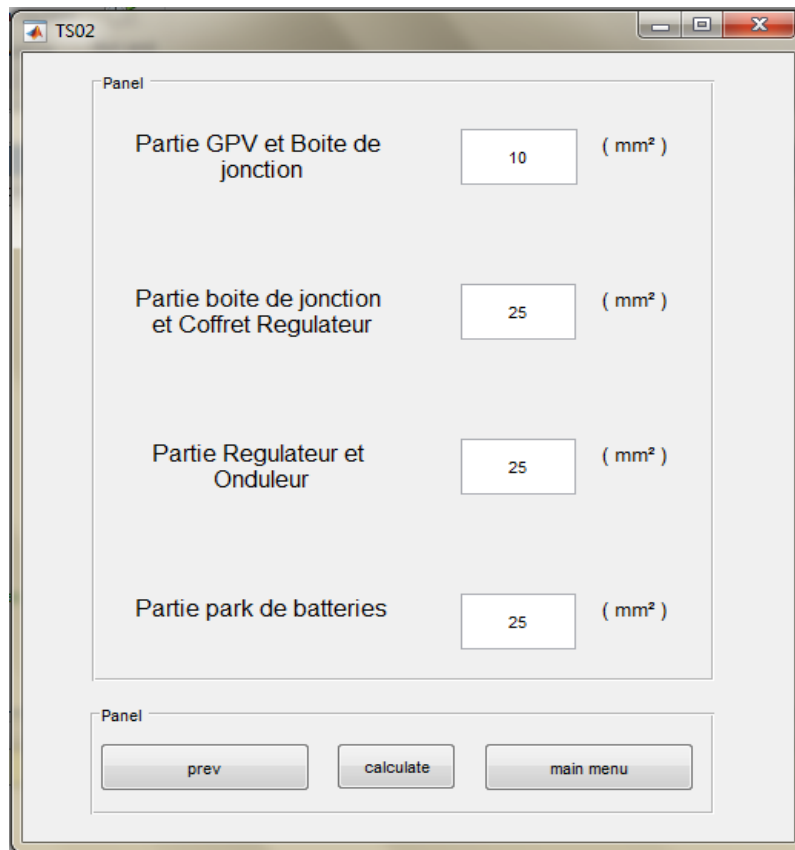 TS02
Panel
Partie GPV et Boite de
jonction
10
( mm² )
Partie boite de jonction
et Coffret Regulateur
25
( mm² )
Partie Regulateur et
Onduleur
25
( mm² )
Partie park de batteries
25
( mm² )
Panel
prev
calculate
main menu